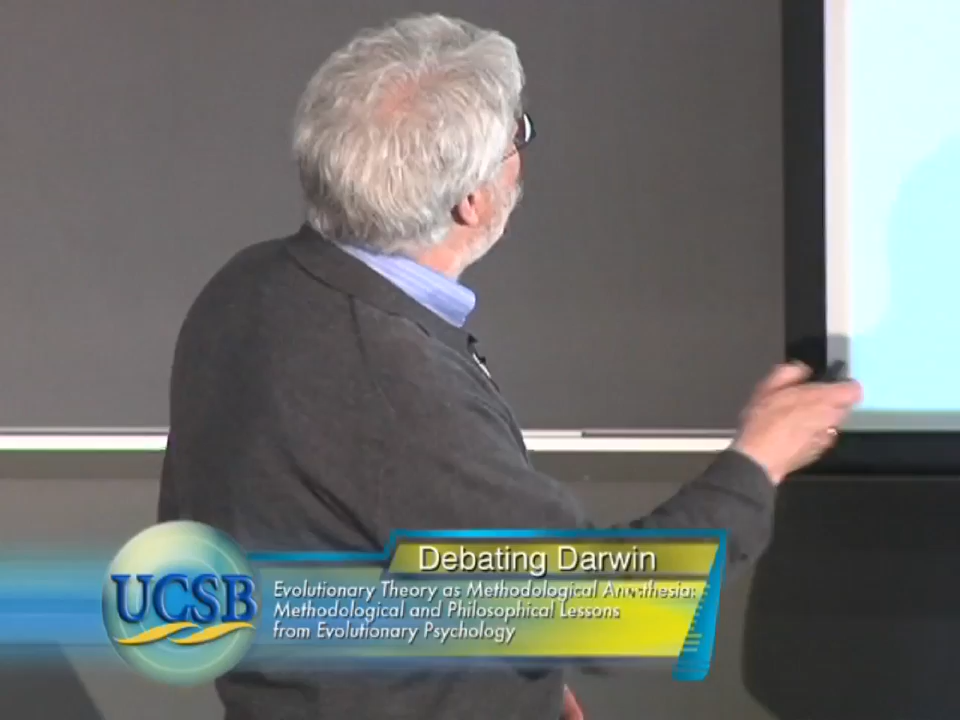 Debating Darwin
UCSB
Evolutionary Theory as Methodological Anesthesia:
Methodological and Philosophical Lessons
from Evolutionary Psychology